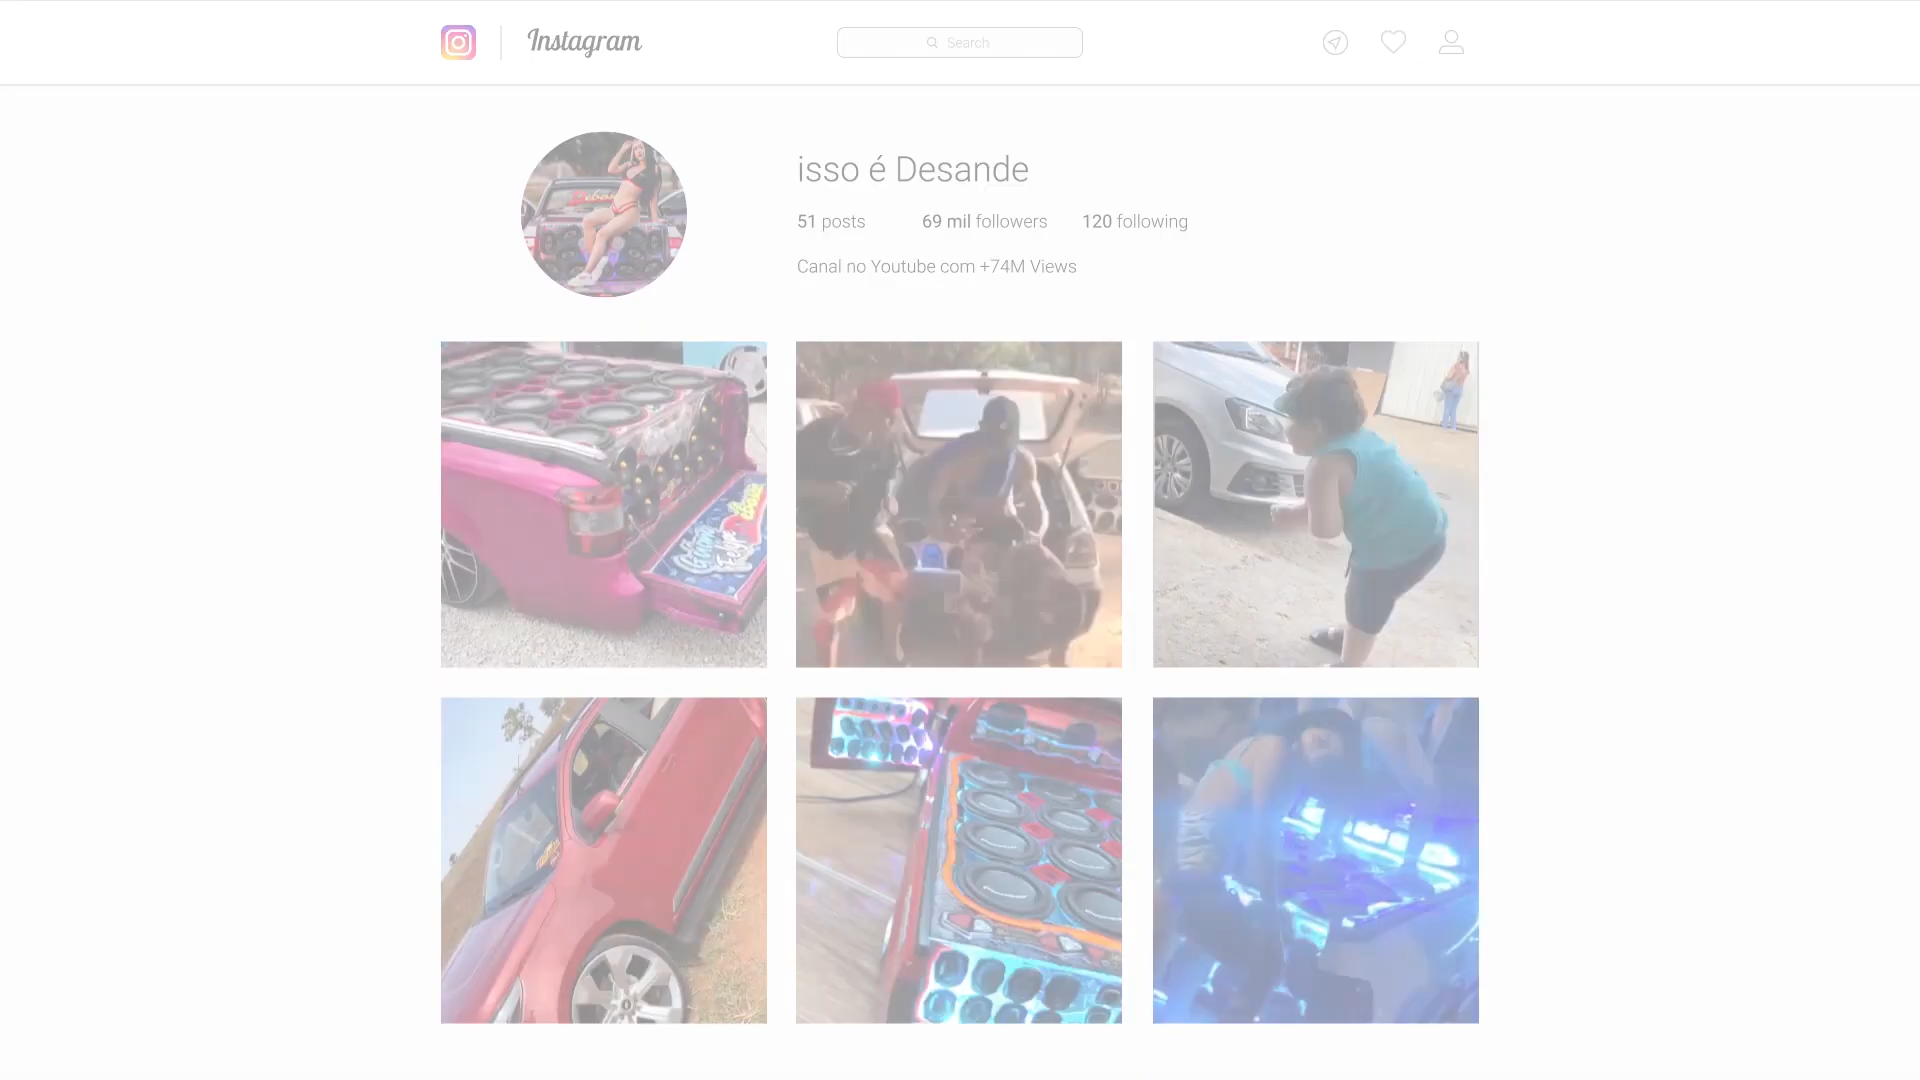 Instagram
Search
isso é Desande
51 posts 69 mil followers 120 following
Canal no Youtube com +74M Views